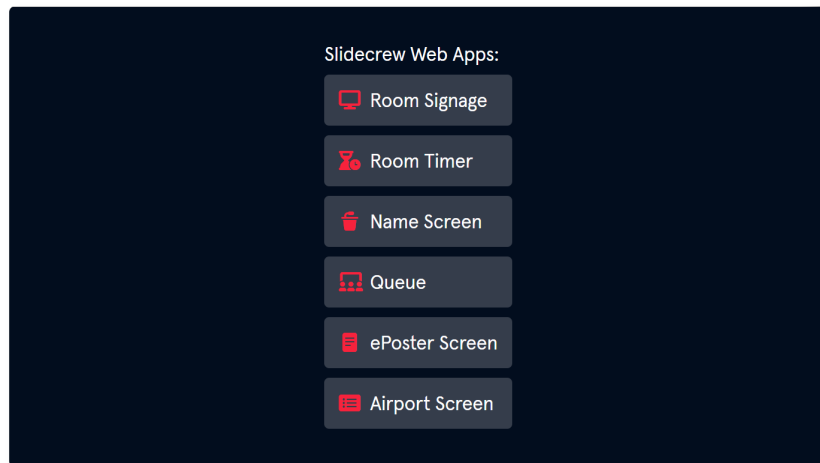 Slidecrew Web Apps:
Room Signage
Room Timer
Name Screen
Queue
ePoster Screen
Airport Screen